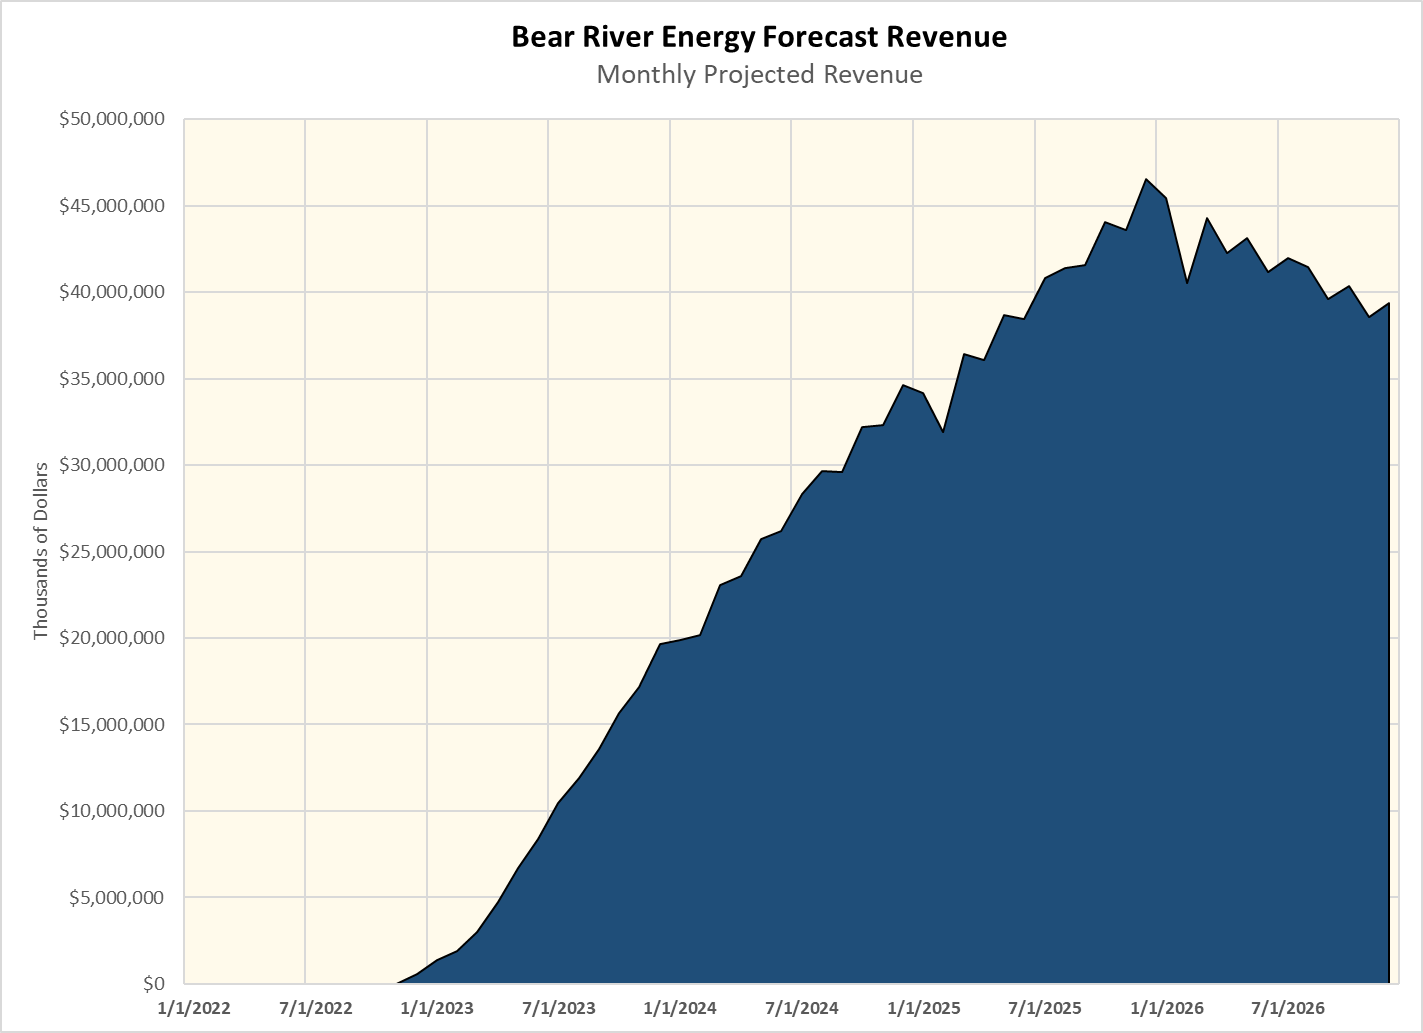 Bear River Energy Forecast Revenue
Monthly Projected Revenue
$50,000,000
$45,000,000
$40,000,000
$35,000,000
$30,000,000
$25,000,000
$20,000,000
$15,000,000
$10,000,000
$5,000,000
$0
Thousands of Dollars
1/1/2022 7/1/2022 1/1/2023 7/1/2023 1/1/2024 7/1/2024 1/1/2025 7/1/2025 1/1/2026 7/1/2026